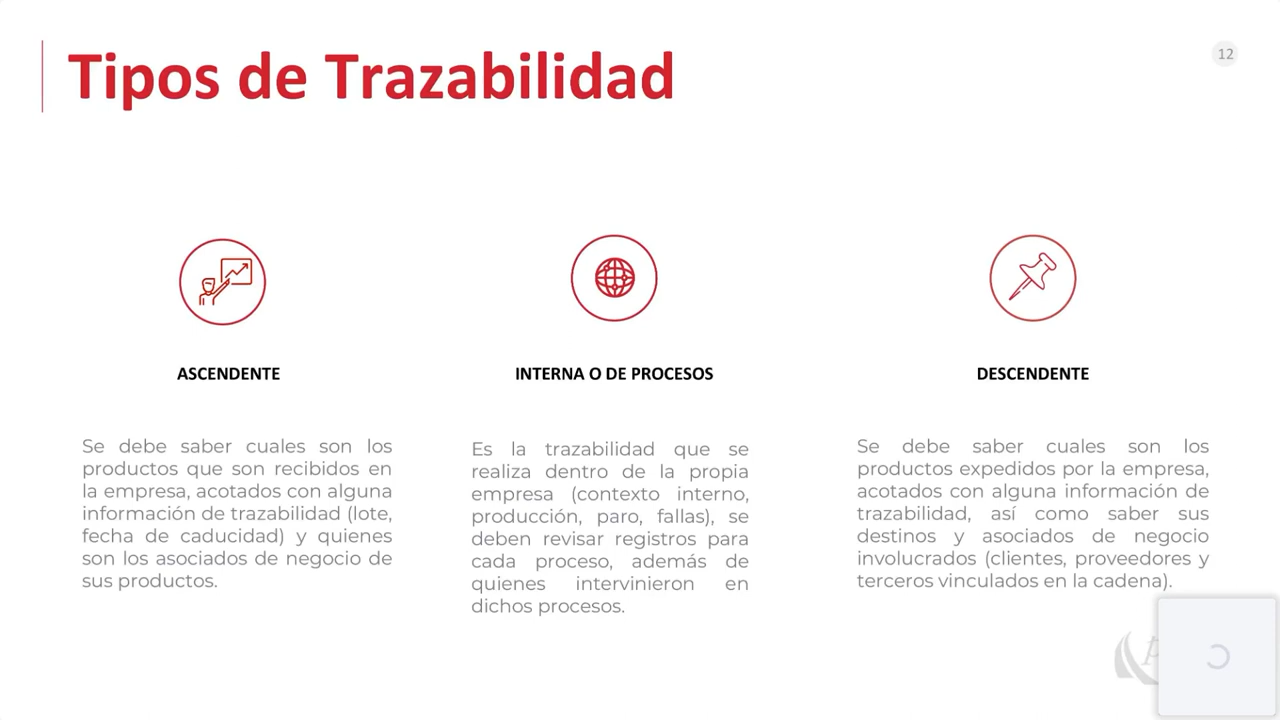 Tipos de Trazabilidad
12
ASCENDENTE
Se debe saber cuales son los
productos que son recibidos en
la empresa, acotados con alguna
información de trazabilidad (lote,
fecha de caducidad) y quienes
son los asociados de negocio de
sus productos.
INTERNA O DE PROCESOS
Es la trazabilidad que se
realiza dentro de la propia
empresa (contexto interno,
producción, paro, fallas), se
deben revisar registros para
cada proceso, además de
quienes intervinieron en
dichos procesos.
DESCENDENTE
Se debe saber cuales son los
productos expedidos por la empresa,
acotados con alguna información de
trazabilidad, así como saber sus
destinos y asociados de negocio
involucrados (clientes, proveedores y
terceros vinculados en la cadena).